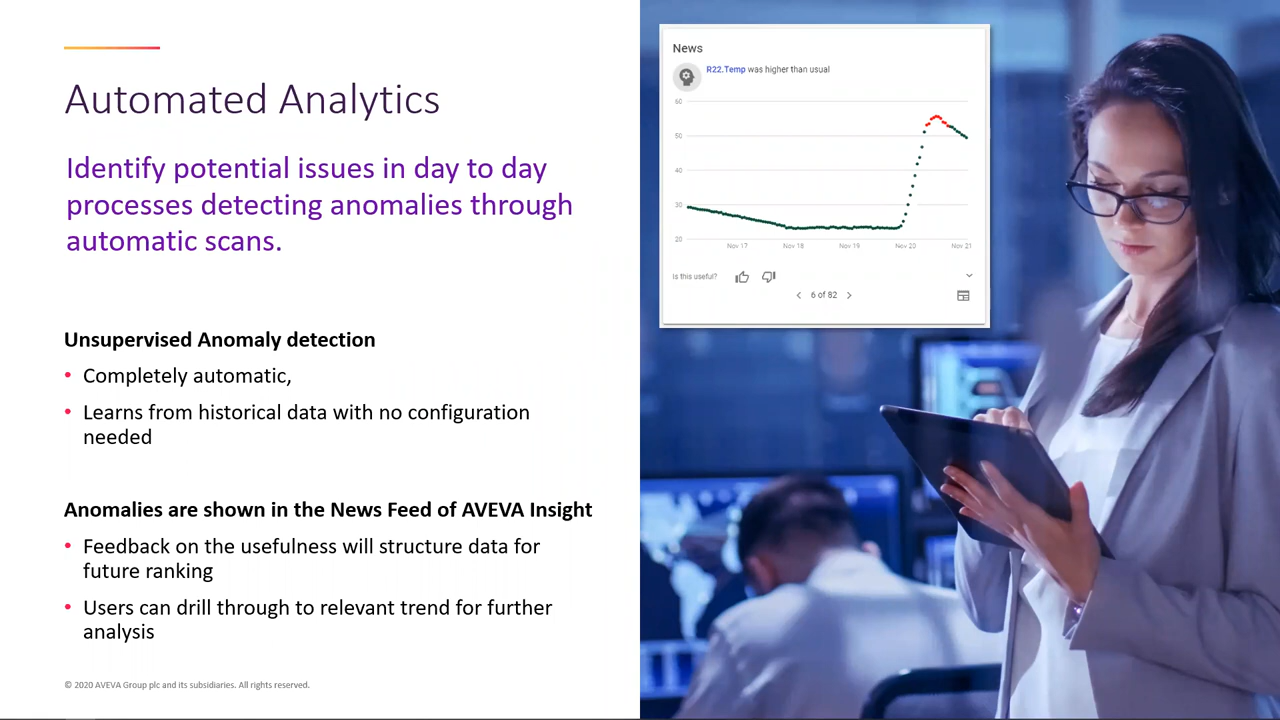 Automated Analytics
Identify potential issues in day to day
processes detecting anomalies through
automatic scans.
Unsupervised Anomaly detection
• Completely automatic,
• Learns from historical data with no configuration
needed
Anomalies are shown in the News Feed of AVEVA Insight
• Feedback on the usefulness will structure data for
future ranking
• Users can drill through to relevant trend for further
analysis
© 2020 AVEVA Group plc and its subsidiaries. All rights reserved.
News
R22.Temp was higher than usual
60
50
40
30
20
Nov 17 Nov 18 Nov 19 Nov 20 Nov 21
Is this useful?
6 of 82